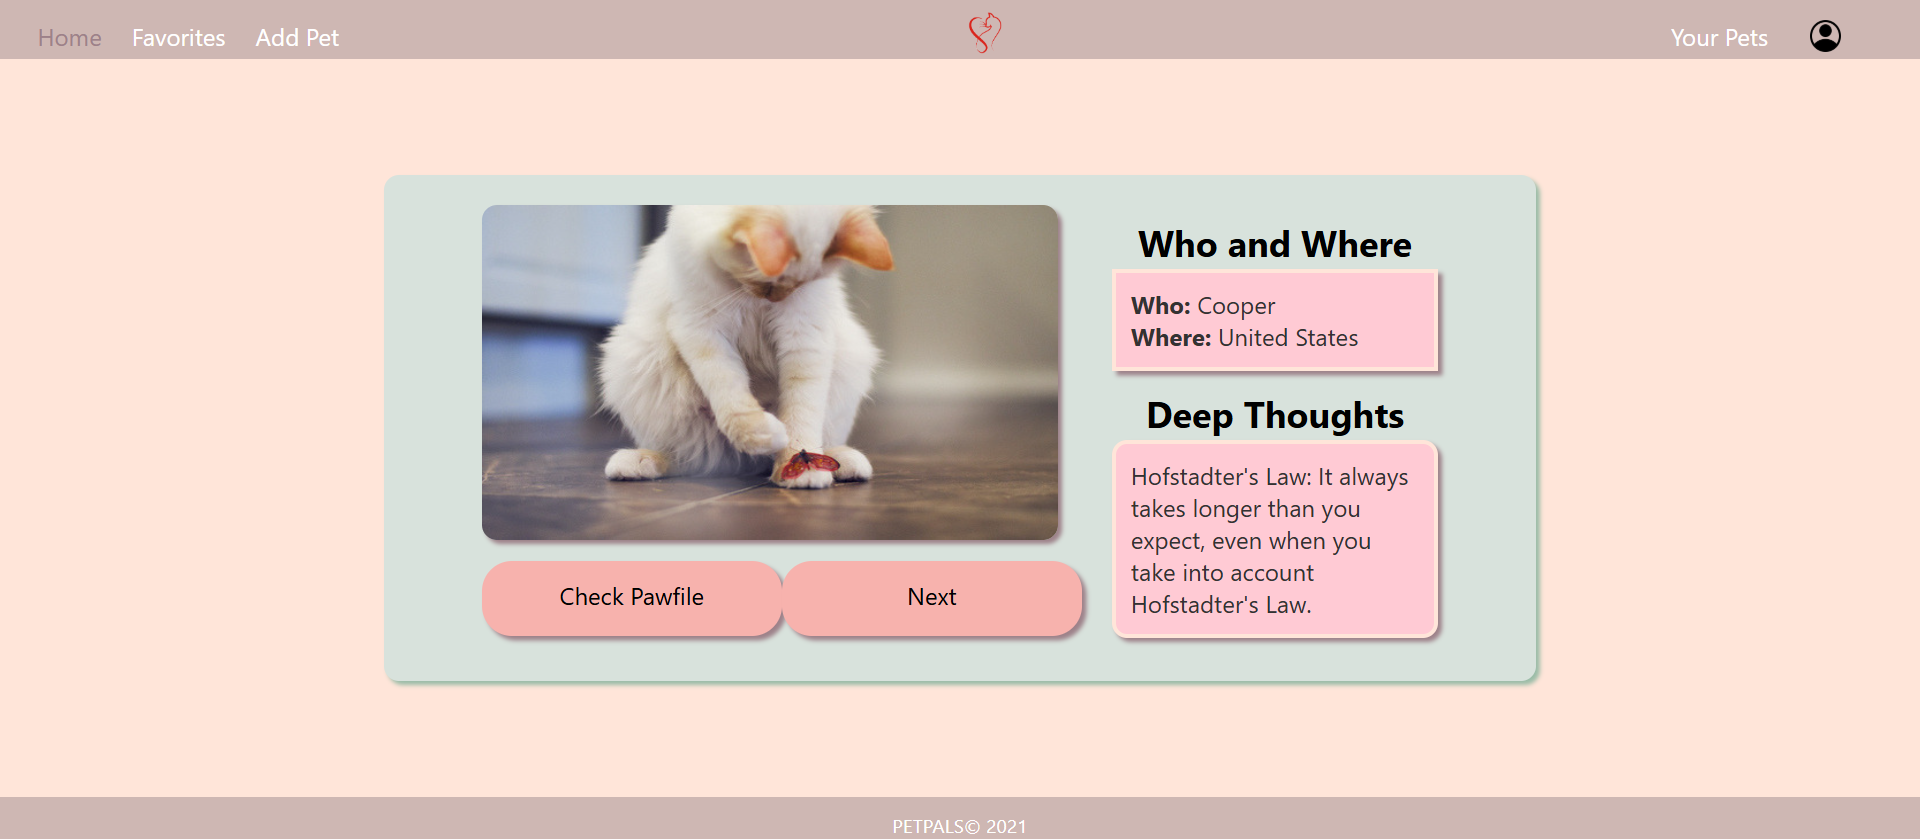 Home Favorites Add Pet Your Pets
Who and Where
Who: Cooper
Where: United States
Deep Thoughts
Hofstadter's Law: It always
takes longer than you
expect, even when you
take into account
Hofstadter's Law.
Check Pawfile Next
PETPALS© 2021